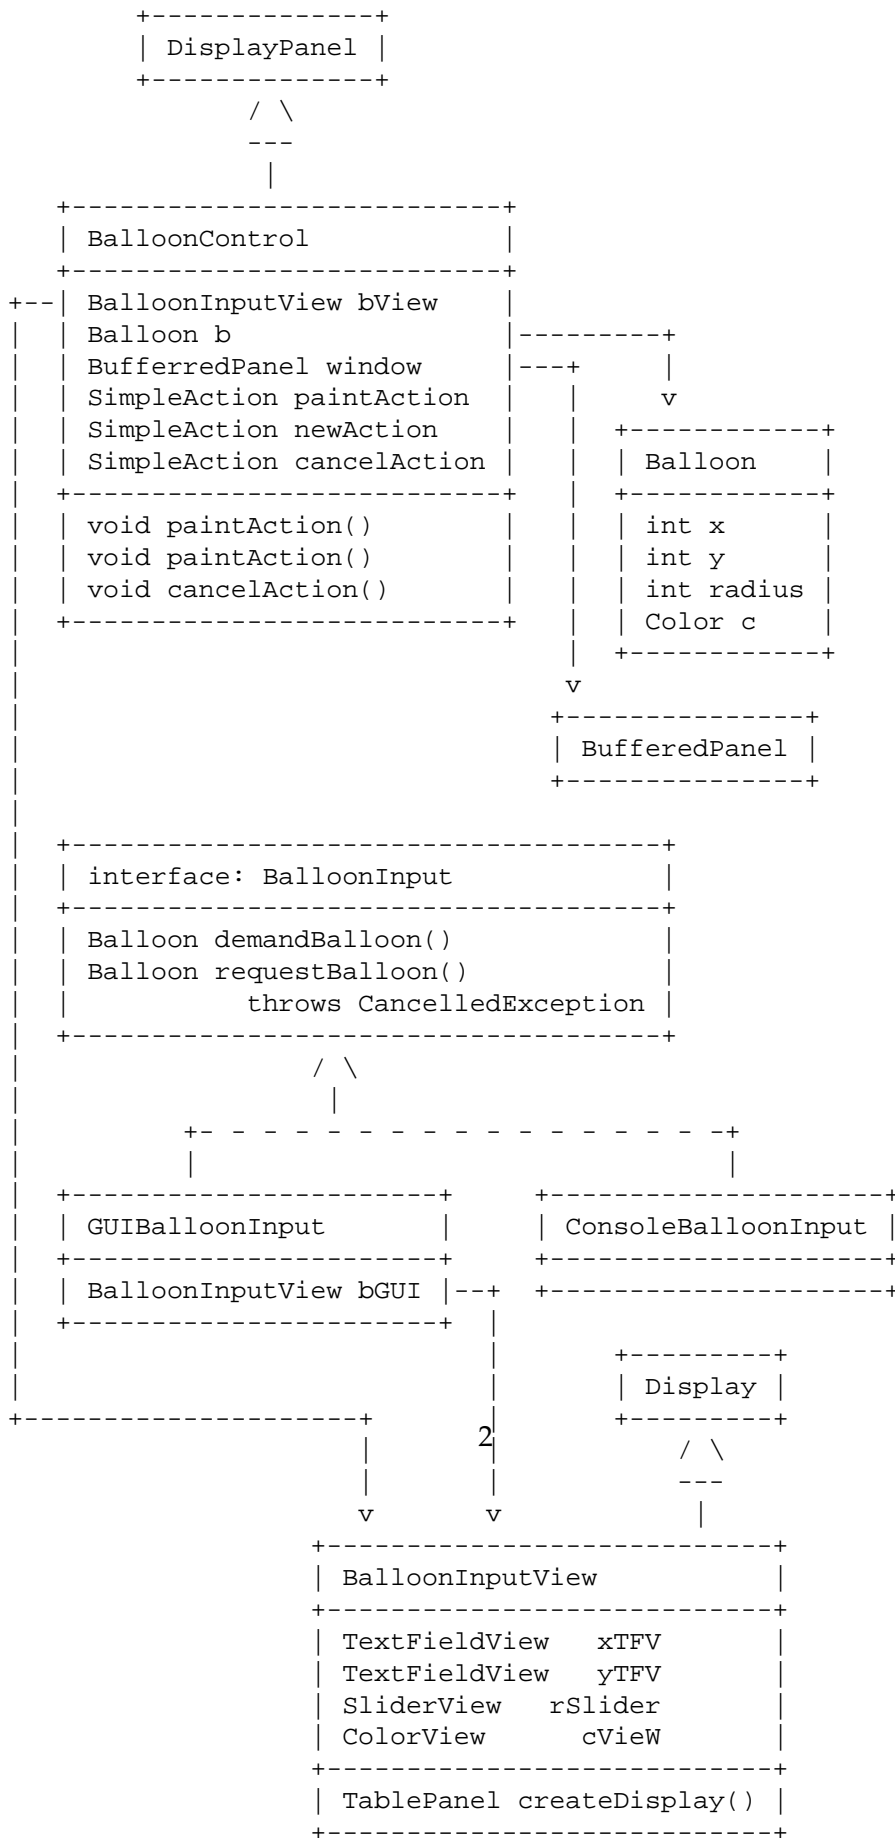 DisplayPanel
BalloonControl
BalloonInputView bView
Balloon b
BufferredPanel window
SimpleAction paintAction
SimpleAction newAction
SimpleAction cancelAction
Balloon
void paintAction()
int x
void paintAction()
int y
void cancelAction()
int radius
Color c
v
v
BufferedPanel
interface: BalloonInput
Balloon demandBalloon()
Balloon requestBalloon()
throws CancelledException
GUIBalloonInput
ConsoleBalloonInput
BalloonInputView bGUI
Display
2
v v
BalloonInputView
TextFieldView xTFV
TextFieldView yTFV
SliderView rSlider
ColorView cVieW
TablePanel createDisplay()